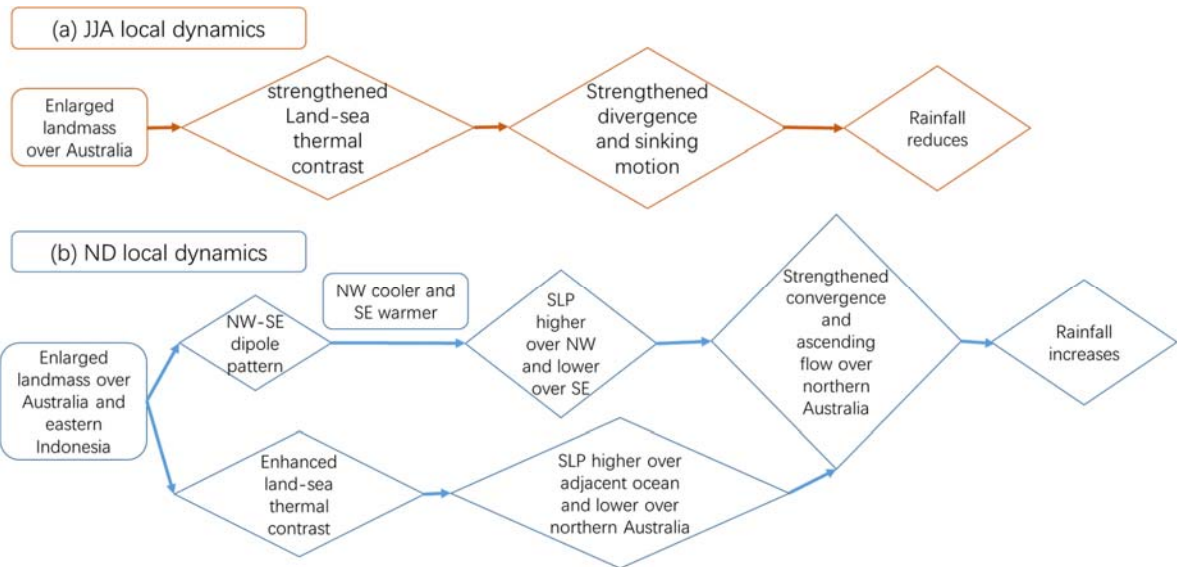 (a) JJA local dynamics
Enlarged
landmass
over Australia
strengthened
Land-sea
thermal
contrast
Strengthened
divergence
and sinking
motion
Rainfall
reduces
(b) ND local dynamics
Enlarged
landmass over
Australia and
eastern
Indonesia
NW-SE
dipole
pattern
NW cooler and
SE warmer
SLP
higher
over NW
and lower
over SE
Enhanced
land-sea
thermal
contrast
SLP higher over
adjacent ocean
and lower over
northern Australia
Strengthened
convergence
and
ascending
flow over
northern
Australia
Rainfall
increases